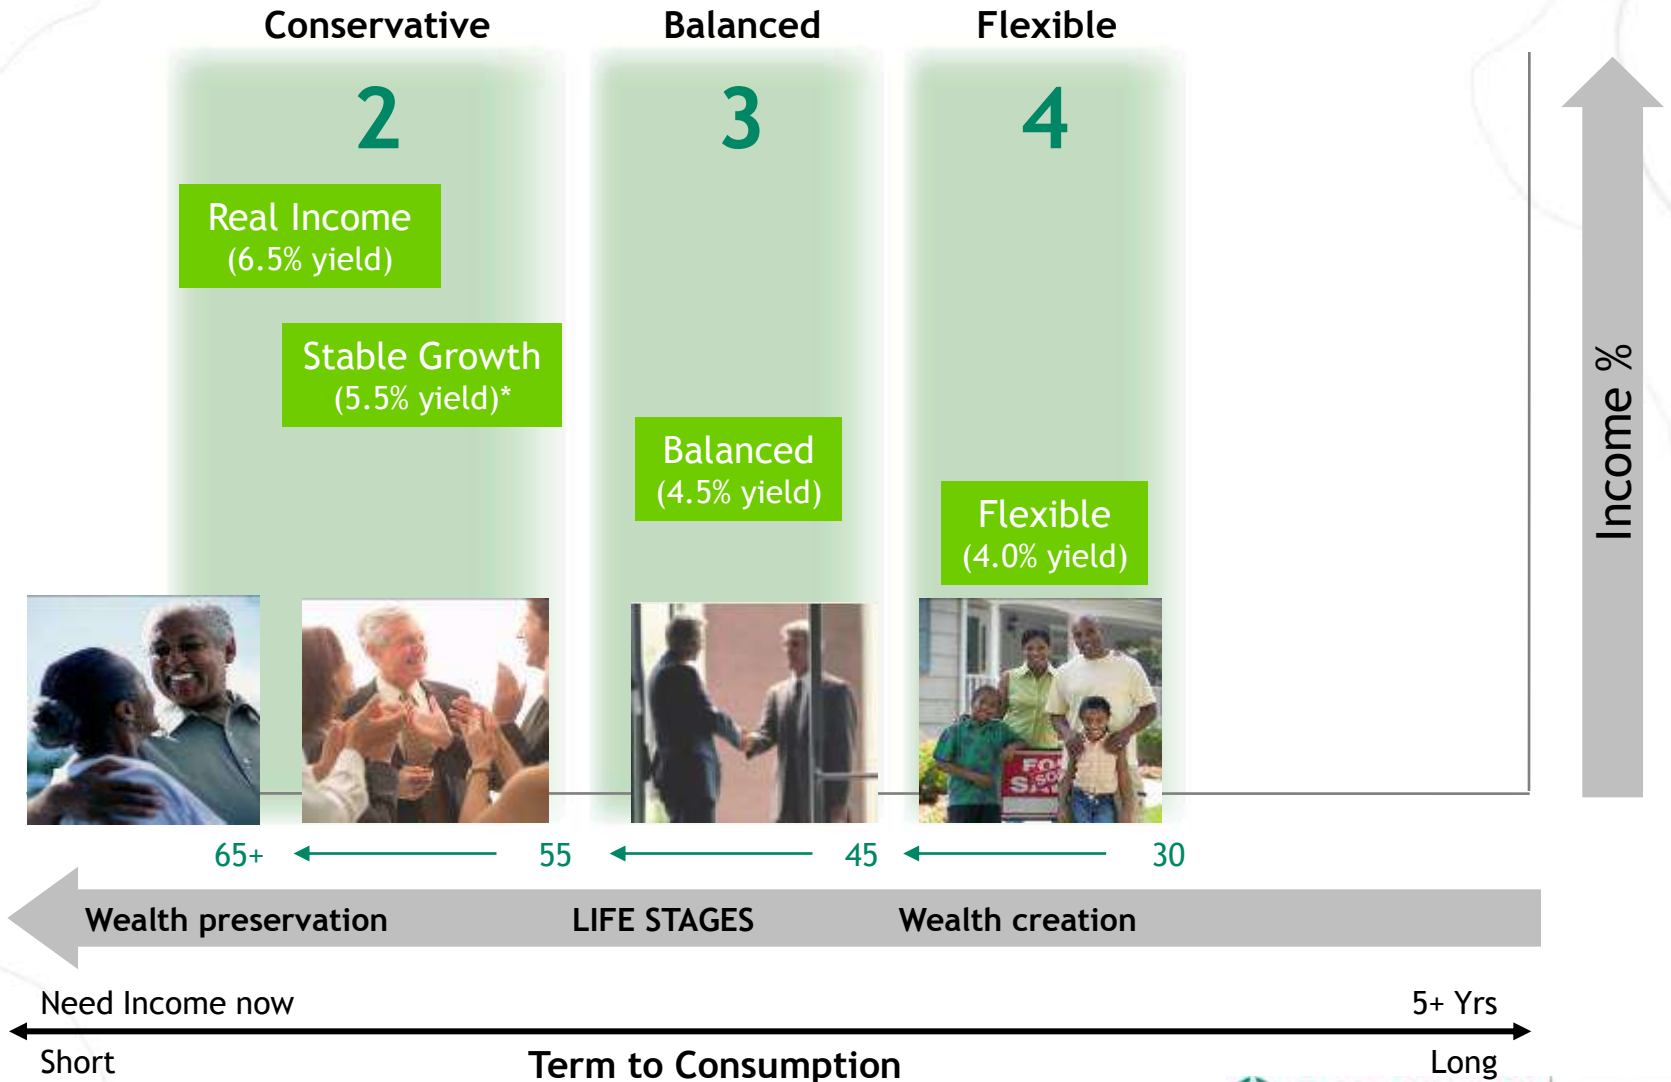 Conservative
Balanced
Flexible
2
3
4
Real Income
(6.5% yield)
Stable Growth
(5.5% yield)*
Balanced
(4.5% yield)
Flexible
(4.0% yield)
Income %
FO
65+
55
45
30
Wealth preservation
LIFE STAGES
Wealth creation
Need Income now
5+ Yrs
Short
Term to Consumption
Long